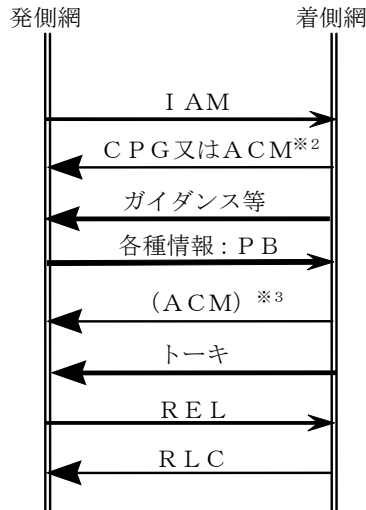 発側網 着側網
ＩＡＭ
ＣＰＧ又はＡＣＭ※2
ガイダンス等
各種情報：ＰＢ
（ＡＣＭ）※3
トーキ
ＲＥＬ
ＲＬＣ